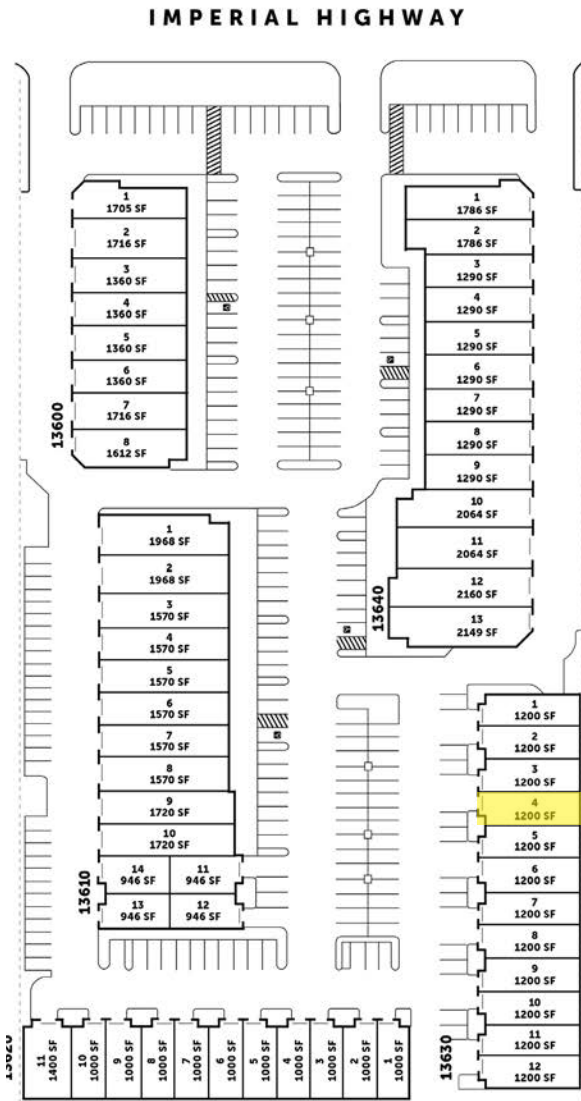 IMPERIAL HIGHWAY
13600
1
1705 SF
2
1716 SF
3
1360 SF
4
1360 SF
5
1360 SF
6
1360 SF
7
1716 SF
8
1612 SF
13640
1
1786 SF
2
1786 SF
3
1290 SF
4
1290 SF
5
1290 SF
6
1290 SF
7
1290 SF
8
1290 SF
9
1290 SF
10
2064 SF
11
2064 SF
12
2160 SF
13
2149 SF
13610
1
1968 SF
2
1968 SF
3
1570 SF
4
1570 SF
5
1570 SF
6
1570 SF
7
1570 SF
8
1570 SF
9
1720 SF
10
1720 SF
14
946 SF
11
946 SF
13
946 SF
12
946 SF
13630
1
1200 SF
2
1200 SF
3
1200 SF
4
1200 SF
5
1200 SF
6
1200 SF
7
1200 SF
8
1200 SF
9
1200 SF
10
1200 SF
11
1200 SF
12
1200 SF
13620
11
1400 SF
10
1000 SF
9
1000 SF
8
1000 SF
7
1000 SF
6
1000 SF
5
1000 SF
4
1000 SF
3
1000 SF
2
1000 SF
1
1000 SF